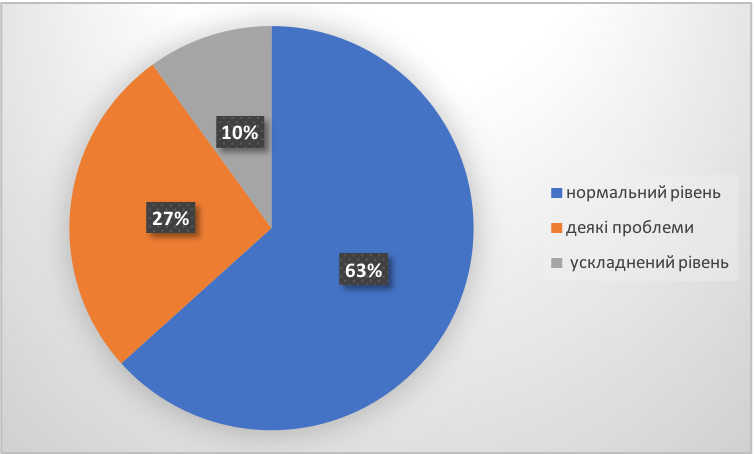 10%
27%
63%
нормальний рівень
деякі проблеми
ускладнений рівень